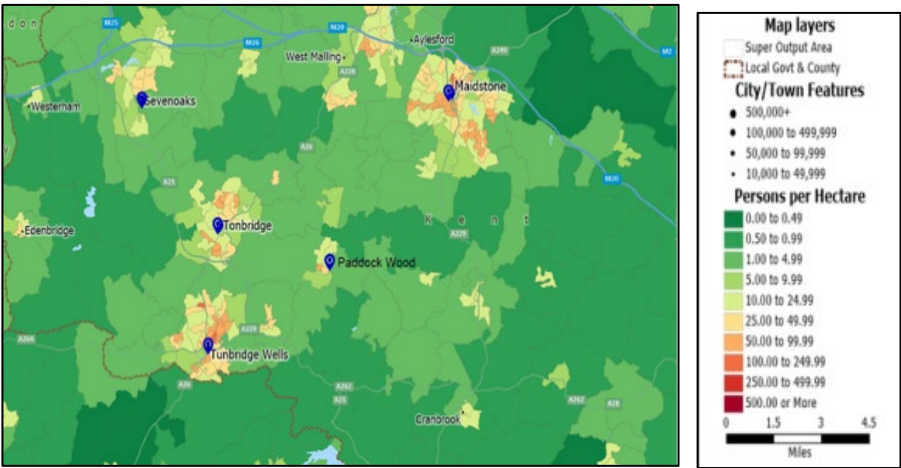 don
M25
M20
M26
Aylesford
A249
M2
West Malling
A228
Maidstone
Sevenoaks
Westerham
A26
M20
A21
Kent
Edenbridge
Tonbridge
A229
Paddock Wood
A264
A228
Tunbridge Wells
A26
A262
A21
A262
A28
Cranbrook
Map layers
Super Output Area
Local Govt & County
City/Town Features
500,000+
100,000 to 499,999
50,000 to 99,999
10,000 to 49,999
Persons per Hectare
0.00 to 0.49
0.50 to 0.99
1.00 to 4.99
5.00 to 9.99
10.00 to 24.99
25.00 to 49.99
50.00 to 99.99
100.00 to 249.99
250.00 to 499.99
500.00 or More
0 1.5 3 4.5
Miles